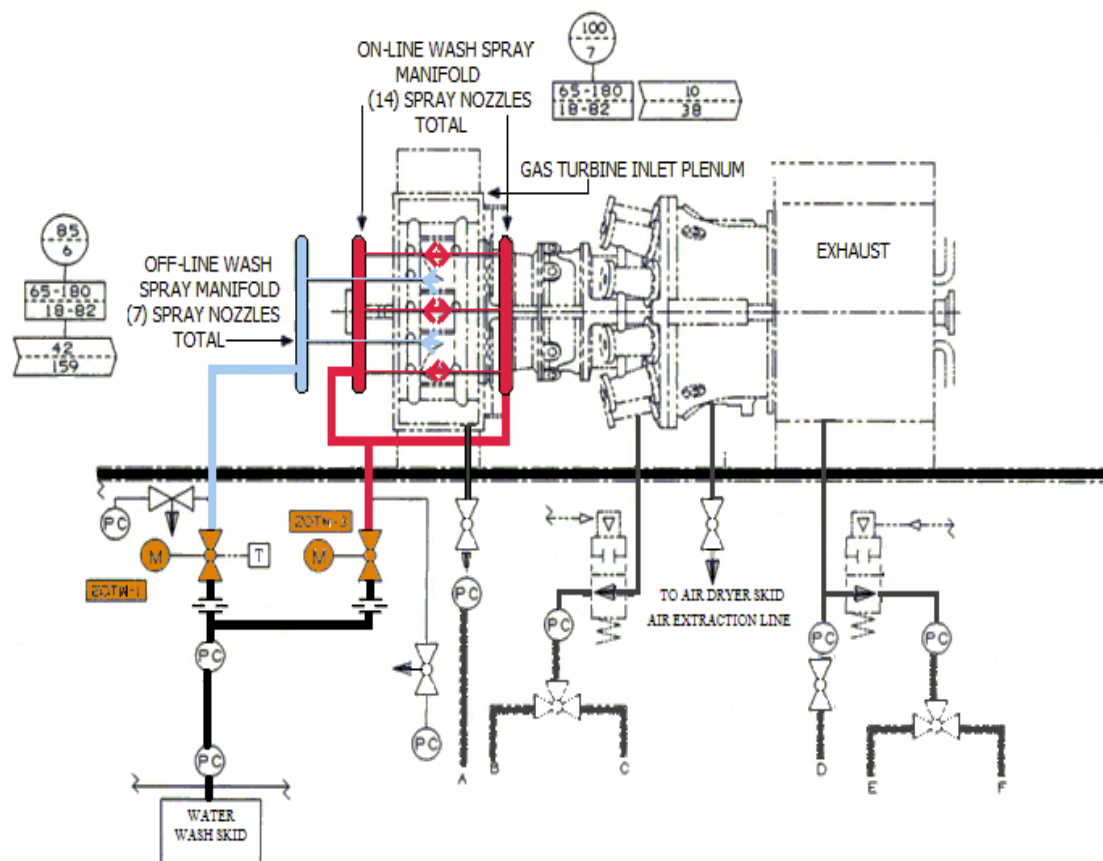 ON-LINE WASH SPRAY
MANIFOLD
(14) SPRAY NOZZLES
TOTAL
100
7
65-180
18-82
10
38
GAS TURBINE INLET PLENUM
85
6
65-180
18-82
42
159
OFF-LINE WASH
SPRAY MANIFOLD
(7) SPRAY NOZZLES
TOTAL
EXHAUST
PC
M
T
20TW-1
20TW-3
M
PC
PC
PC
PC
PC
PC
PC
TO AIR DRYER SKID
AIR EXTRACTION LINE
A
B
C
D
E
F
WATER
WASH SKID